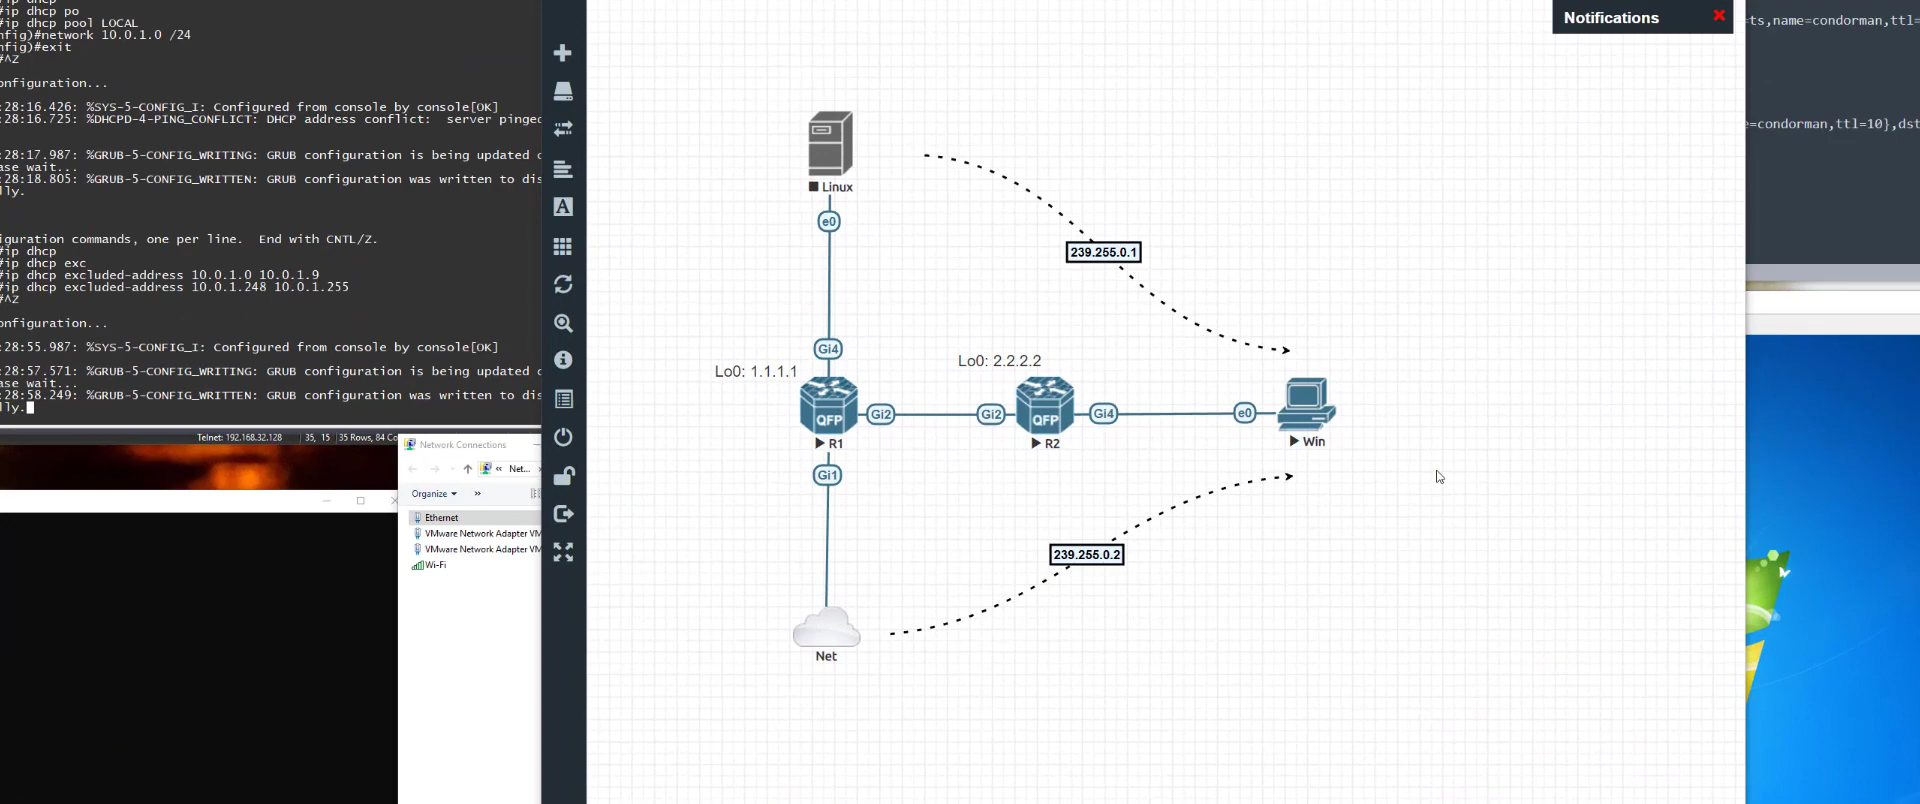 #ip dhcp
#ip dhcp po
#ip dhcp pool LOCAL
nfig)#network 10.0.1.0 /24
nfig)#exit
#^Z
onfiguration...
:28:16.426: %SYS-5-CONFIG_I: Configured from console by console[OK]
:28:16.725: %DHCPD-4-PING_CONFLICT: DHCP address conflict:  server pinged
:28:17.987: %GRUB-5-CONFIG_WRITING: GRUB configuration is being updated
ase wait...
:28:18.805: %GRUB-5-CONFIG_WRITTEN: GRUB configuration was written to dis
lly.
guration commands, one per line.  End with CNTL/Z.
#ip dhcp
#ip dhcp exc
#ip dhcp excluded-address 10.0.1.0 10.0.1.9
#ip dhcp excluded-address 10.0.1.248 10.0.1.255
#^Z
onfiguration...
:28:55.987: %SYS-5-CONFIG_I: Configured from console by console[OK]
:28:57.571: %GRUB-5-CONFIG_WRITING: GRUB configuration is being updated
ase wait...
:28:58.249: %GRUB-5-CONFIG_WRITTEN: GRUB configuration was written to dis
lly.
Telnet: 192.168.32.128
35, 15
35 Rows, 84 Co
Network Connections
« Net...
Organize
»
Ethernet
VMware Network Adapter VM
VMware Network Adapter VM
Wi-Fi
Notifications
Linux
e0
239.255.0.1
Gi4
Lo0: 1.1.1.1
Lo0: 2.2.2.2
QFP
Gi2
Gi2
QFP
Gi4
e0
R1
R2
Win
Gi1
239.255.0.2
Net
=ts,name=condorman,ttl=
=condorman,ttl=10},dst